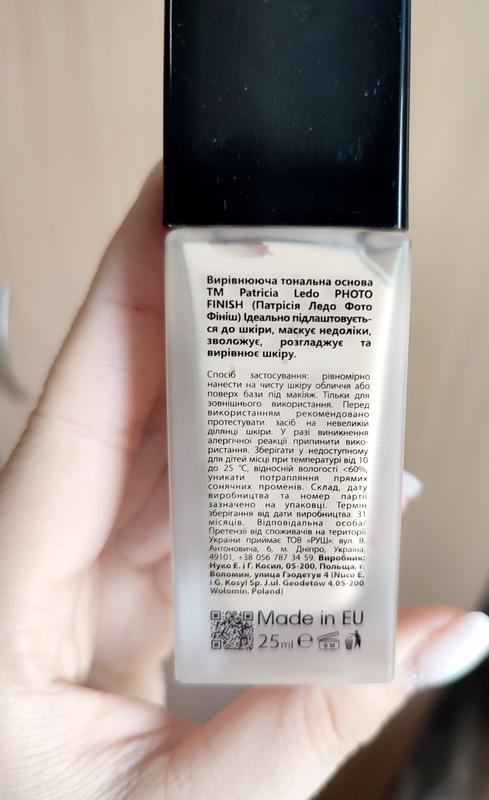 Вирівнююча тональна основа
ТМ Patricia Ledo PHOTO
FINISH (Патрісія Ледо Фото
Фініш) Ідеально підлаштовуєть-
ся до шкіри, маскує недоліки,
зволожує, розгладжує та
вирівнює шкіру.
Спосіб застосування: рівномірно
нанести на чисту шкіру обличчя або
поверх бази під макіяж. Тільки для
зовнішнього використання. Перед
використанням рекомендовано
протестувати засіб на невеликій
ділянці шкіри. У разі виникнення
алергічної реакції припинити вико-
ристання. Зберігати у недоступному
для дітей місці при температурі від 10
до 25 °С, відносній вологості <60%,
уникати потрапляння прямих
сонячних променів. Склад, дату
виробництва та номер партії
зазначено на упаковці. Термін
зберігання від дати виробництва: 31
місяців. Відповідальна особа/
Претензії від споживачів на території
України приймає ТОВ «РУШ»: вул. В.
Антоновича, 6, м. Дніпро, Україна,
49101, +38 056 787 34 59. Виробник:
Нуко Е. і Г. Косил, 05-200, Польща, г.
Воломин, улица Гэодетув 4 (Nuco E.
i G. Kosyl Sp. J.ul. Geodetów 4,05-200
Wołomin, Poland)
Made in EU
25ml e 6 M